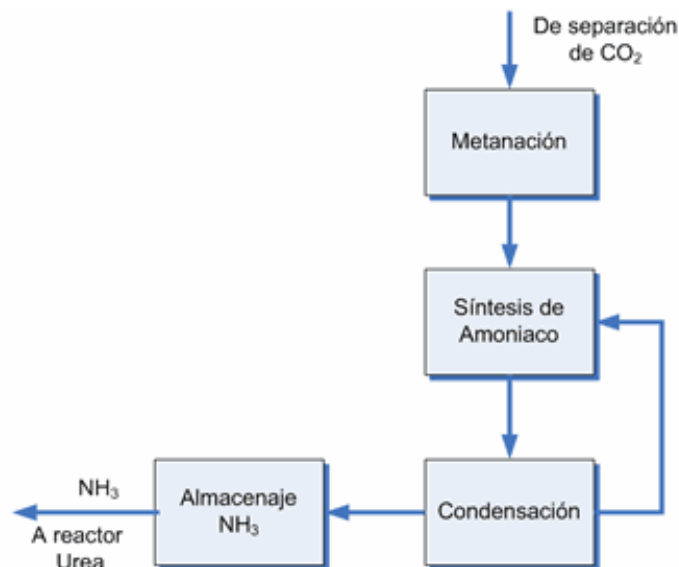 De separación
de CO₂
Metanación
Síntesis de
Amoniaco
Condensación
Almacenaje
NH₃
NH₃
A reactor
Urea